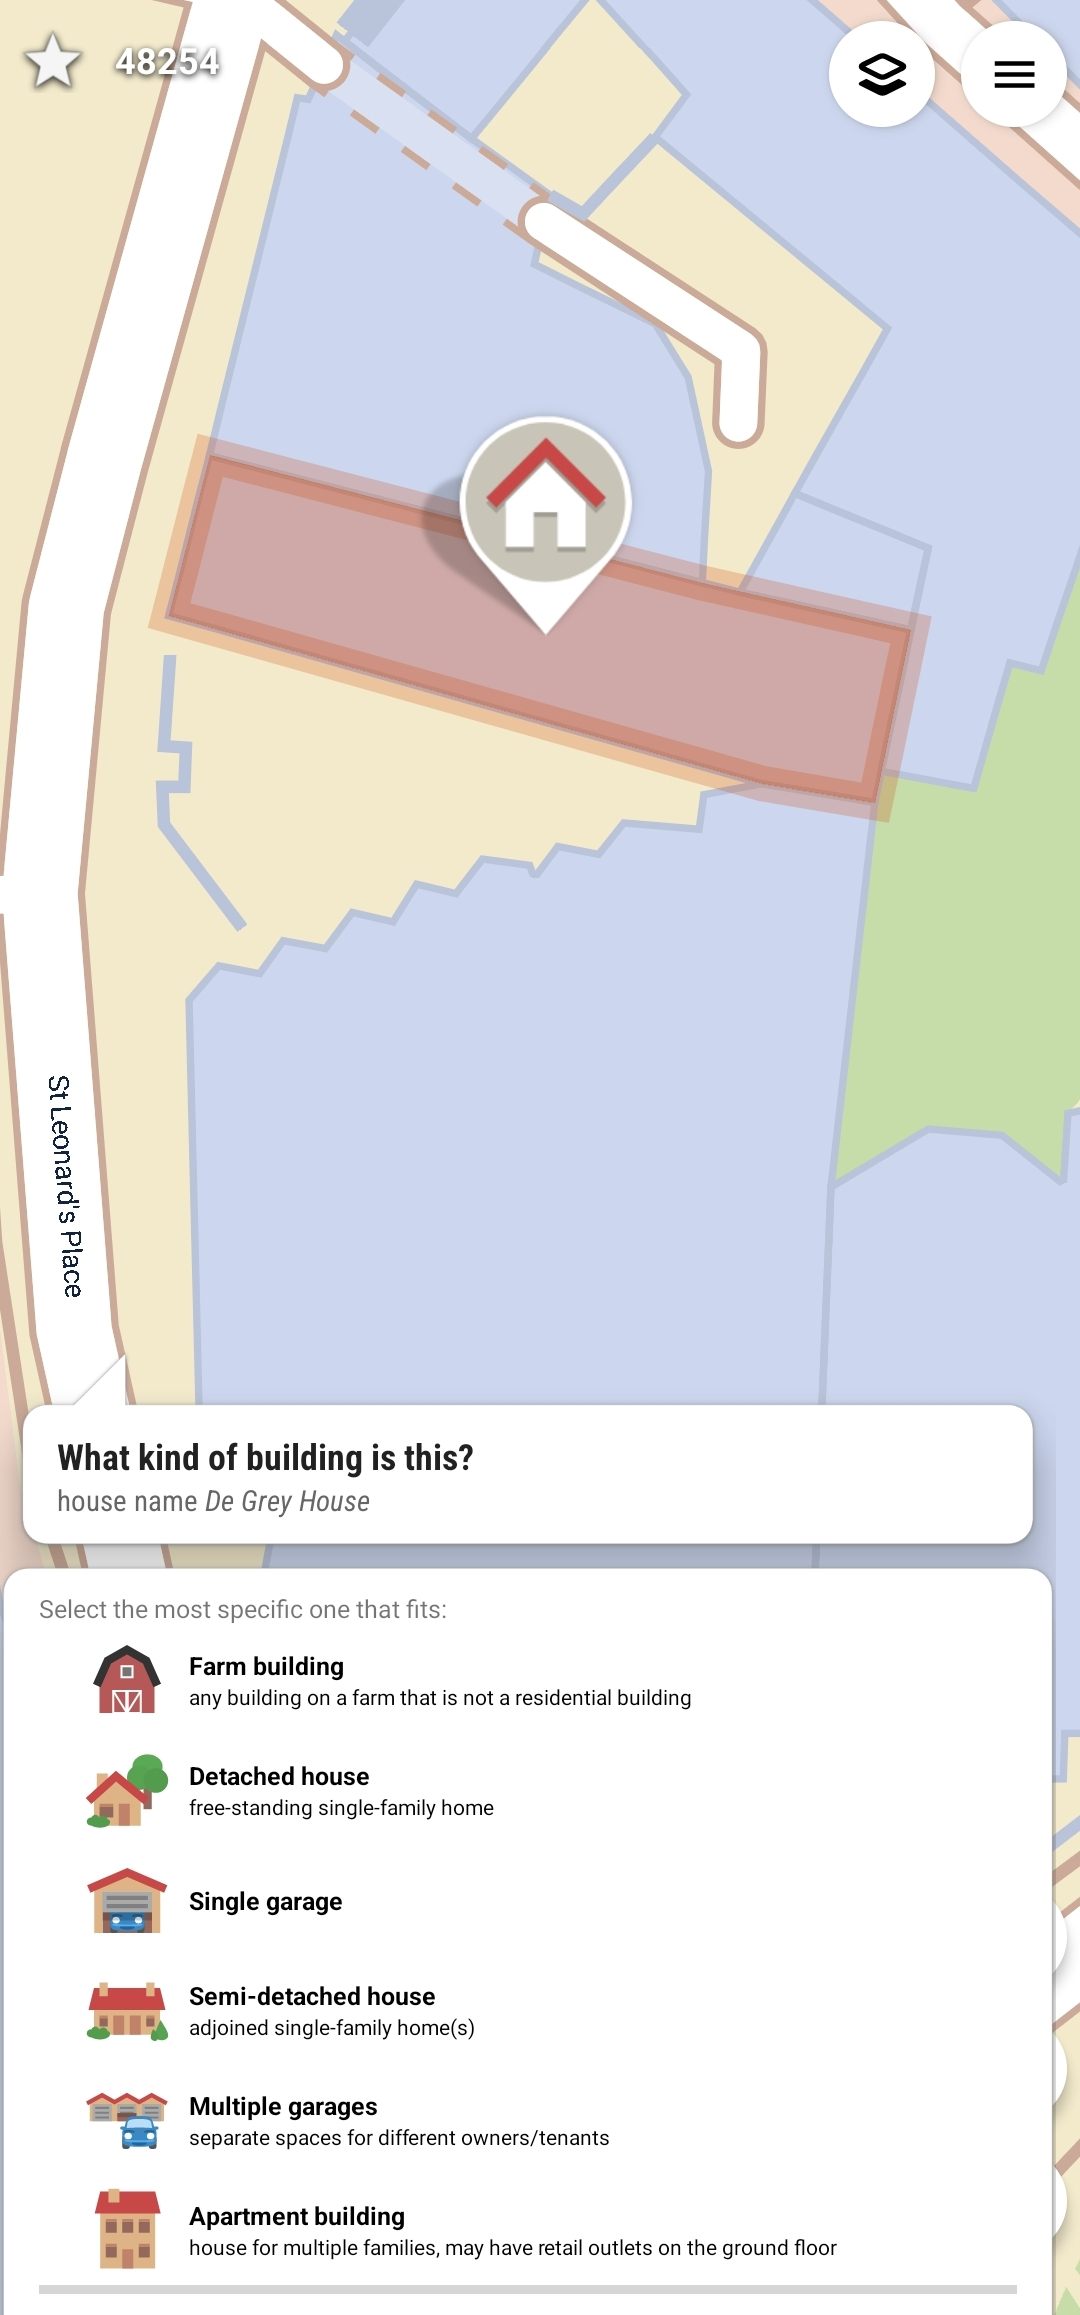 48254
St Leonard's Place
What kind of building is this?
house name De Grey House
Select the most specific one that fits:
Farm building
any building on a farm that is not a residential building
Detached house
free-standing single-family home
Single garage
Semi-detached house
adjoined single-family home(s)
Multiple garages
separate spaces for different owners/tenants
Apartment building
house for multiple families, may have retail outlets on the ground floor